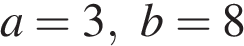 a = 3, b = 8